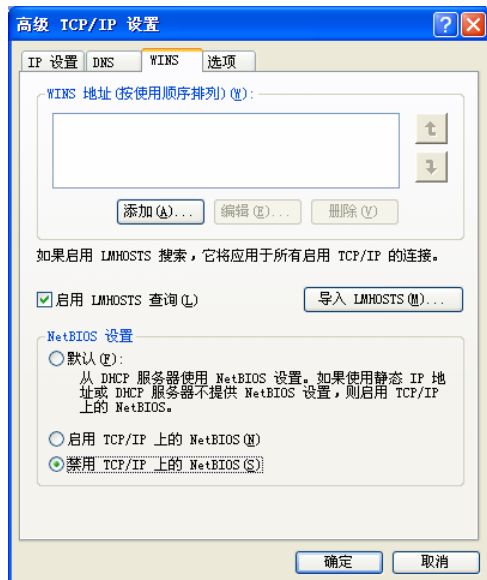 高级 TCP/IP 设置
IP 设置 DNS WINS 选项
WINS 地址(按使用顺序排列)(W):
添加(A)... 编辑(E)... 删除(V)
如果启用 LMHOSTS 搜索，它将应用于所有启用 TCP/IP 的连接。
启用 LMHOSTS 查询(L) 导入 LMHOSTS(M)...
NetBIOS 设置
默认(F):
从 DHCP 服务器使用 NetBIOS 设置。如果使用静态 IP 地
址或 DHCP 服务器不提供 NetBIOS 设置，则启用 TCP/IP
上的 NetBIOS。
启用 TCP/IP 上的 NetBIOS(N)
禁用 TCP/IP 上的 NetBIOS(S)
确定 取消